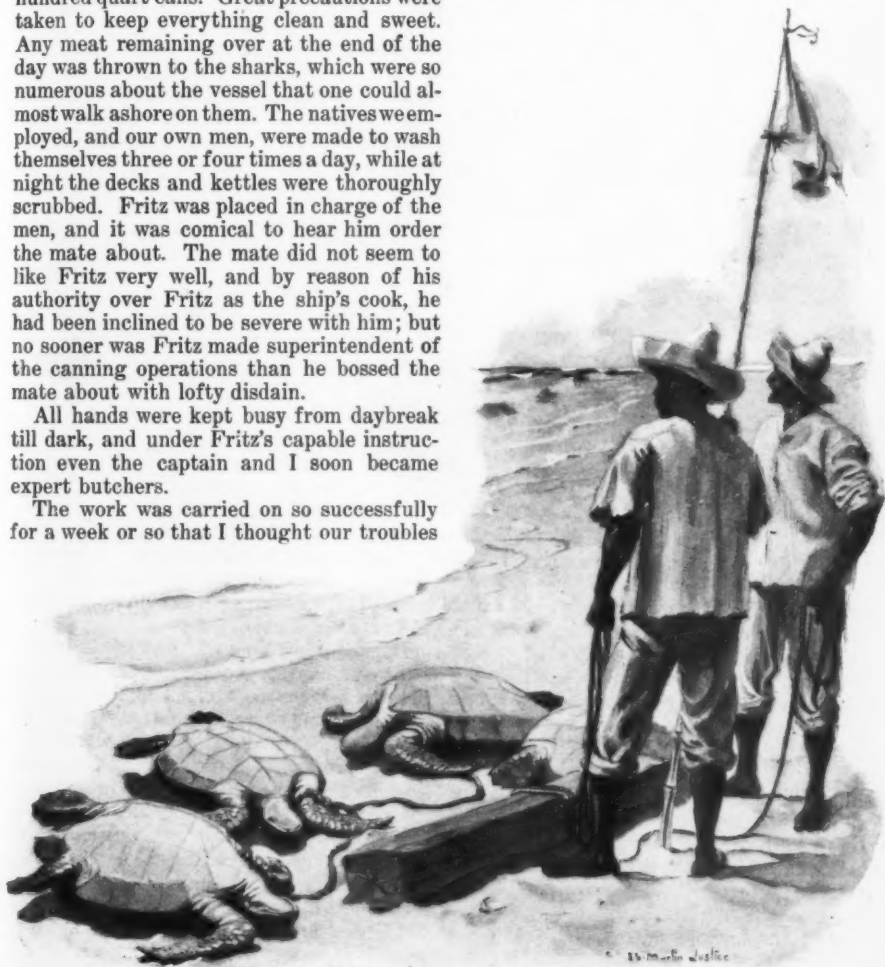 hundred quart cans. Great precautions were
taken to keep everything clean and sweet.
Any meat remaining over at the end of the
day was thrown to the sharks, which were so
numerous about the vessel that one could al-
most walk ashore on them. The natives we em-
ployed, and our own men, were made to wash
themselves three or four times a day, while at
night the decks and kettles were thoroughly
scrubbed. Fritz was placed in charge of the
men, and it was comical to hear him order
the mate about. The mate did not seem to
like Fritz very well, and by reason of his
authority over Fritz as the ship's cook, he
had been inclined to be severe with him; but
no sooner was Fritz made superintendent of
the canning operations than he bossed the
mate about with lofty disdain.
All hands were kept busy from daybreak
till dark, and under Fritz's capable instruc-
tion even the captain and I soon became
expert butchers.
The work was carried on so successfully
for a week or so that I thought our troubles
Martin Justice